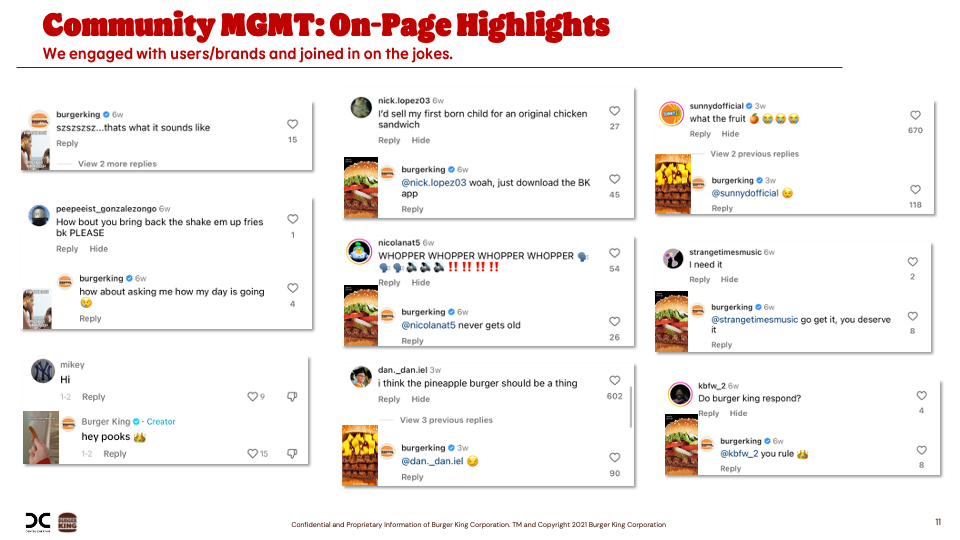 Community MGMT: On-Page Highlights
We engaged with users/brands and joined in on the jokes.
burgerking 6w
szszszsz...thats what it sounds like
15
Reply
View 2 more replies
peepeeist_gonzalezongo 6w
How bout you bring back the shake em up fries
bk PLEASE
1
Reply Hide
burgerking 6w
how about asking me how my day is going
😢
4
Reply
mikey
Hi
1-2 Reply 9
Burger King · Creator
hey pooks 👑
1-2 Reply 15
nick.lopez03 6w
I'd sell my first born child for an original chicken
sandwich
27
Reply Hide
burgerking 6w
@nick.lopez03 woah, just download the BK
app
45
Reply
nicolanat5 6w
WHOPPER WHOPPER WHOPPER WHOPPER 🗣️
🗣️🗣️🔊🔊🔊‼️‼️‼️‼️
54
Reply Hide
burgerking 6w
@nicolanat5 never gets old
26
Reply
dan._dan.iel 3w
i think the pineapple burger should be a thing
602
Reply Hide
View 3 previous replies
burgerking 3w
@dan._dan.iel 😏
90
Reply
sunnydofficial 3w
what the fruit 🍊😭😭😭
670
Reply Hide
View 2 previous replies
burgerking 3w
@sunnydofficial 😏
118
Reply
strangetimesmusic 6w
I need it
2
Reply Hide
burgerking 6w
@strangetimesmusic go get it, you deserve
it
8
Reply
kbfw_2 6w
Do burger king respond?
4
Reply Hide
burgerking 6w
@kbfw_2 you rule 👑
8
Reply
BURGER KING
Confidential and Proprietary Information of Burger King Corporation. TM and Copyright 2021 Burger King Corporation
11